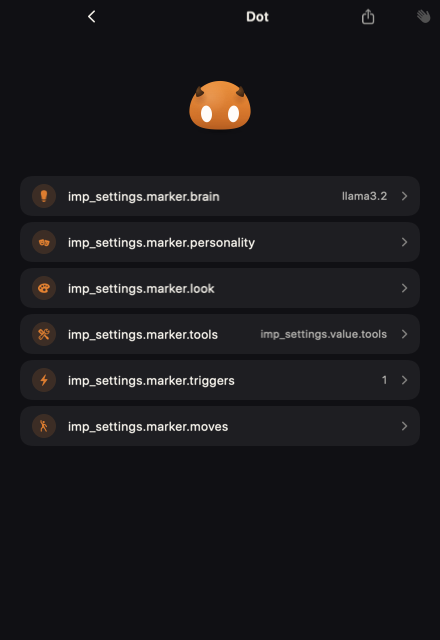 Dot
imp_settings.marker.brain llama3.2
imp_settings.marker.personality
imp_settings.marker.look
imp_settings.marker.tools imp_settings.value.tools
imp_settings.marker.triggers 1
imp_settings.marker.moves